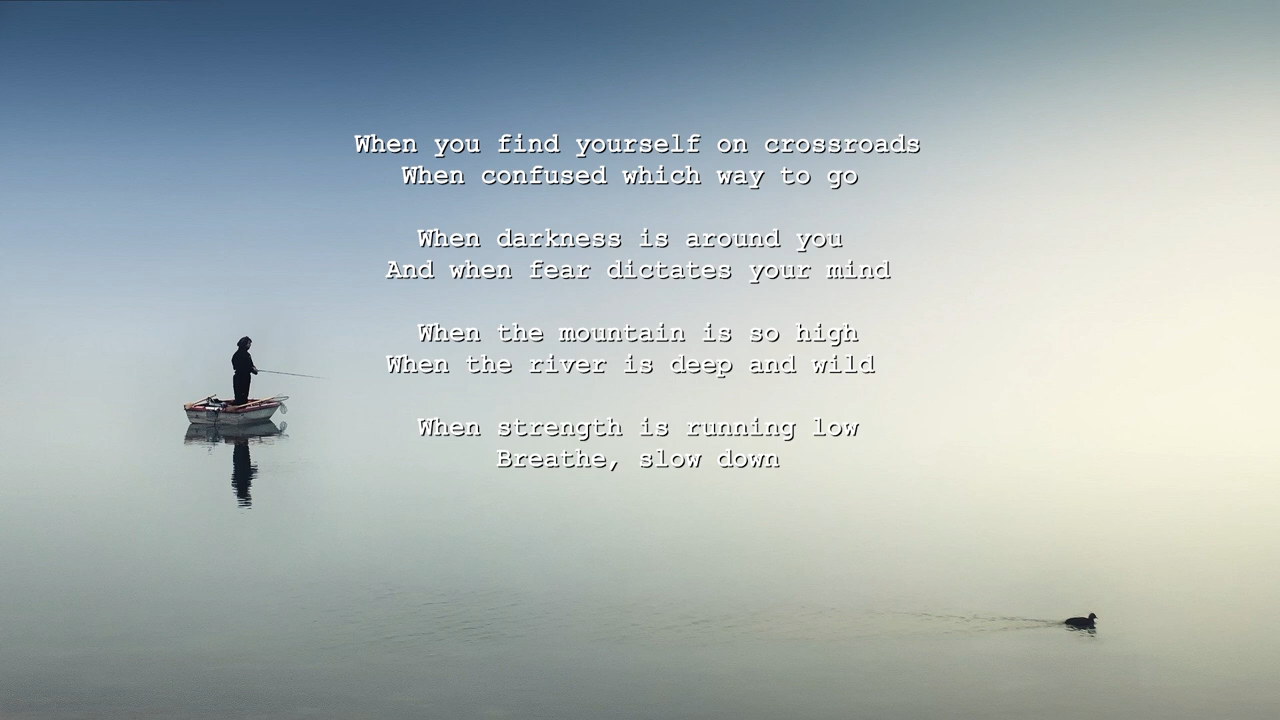 When you find yourself on crossroads
When confused which way to go
When darkness is around you
And when fear dictates your mind
When the mountain is so high
When the river is deep and wild
When strength is running low
Breathe, slow down